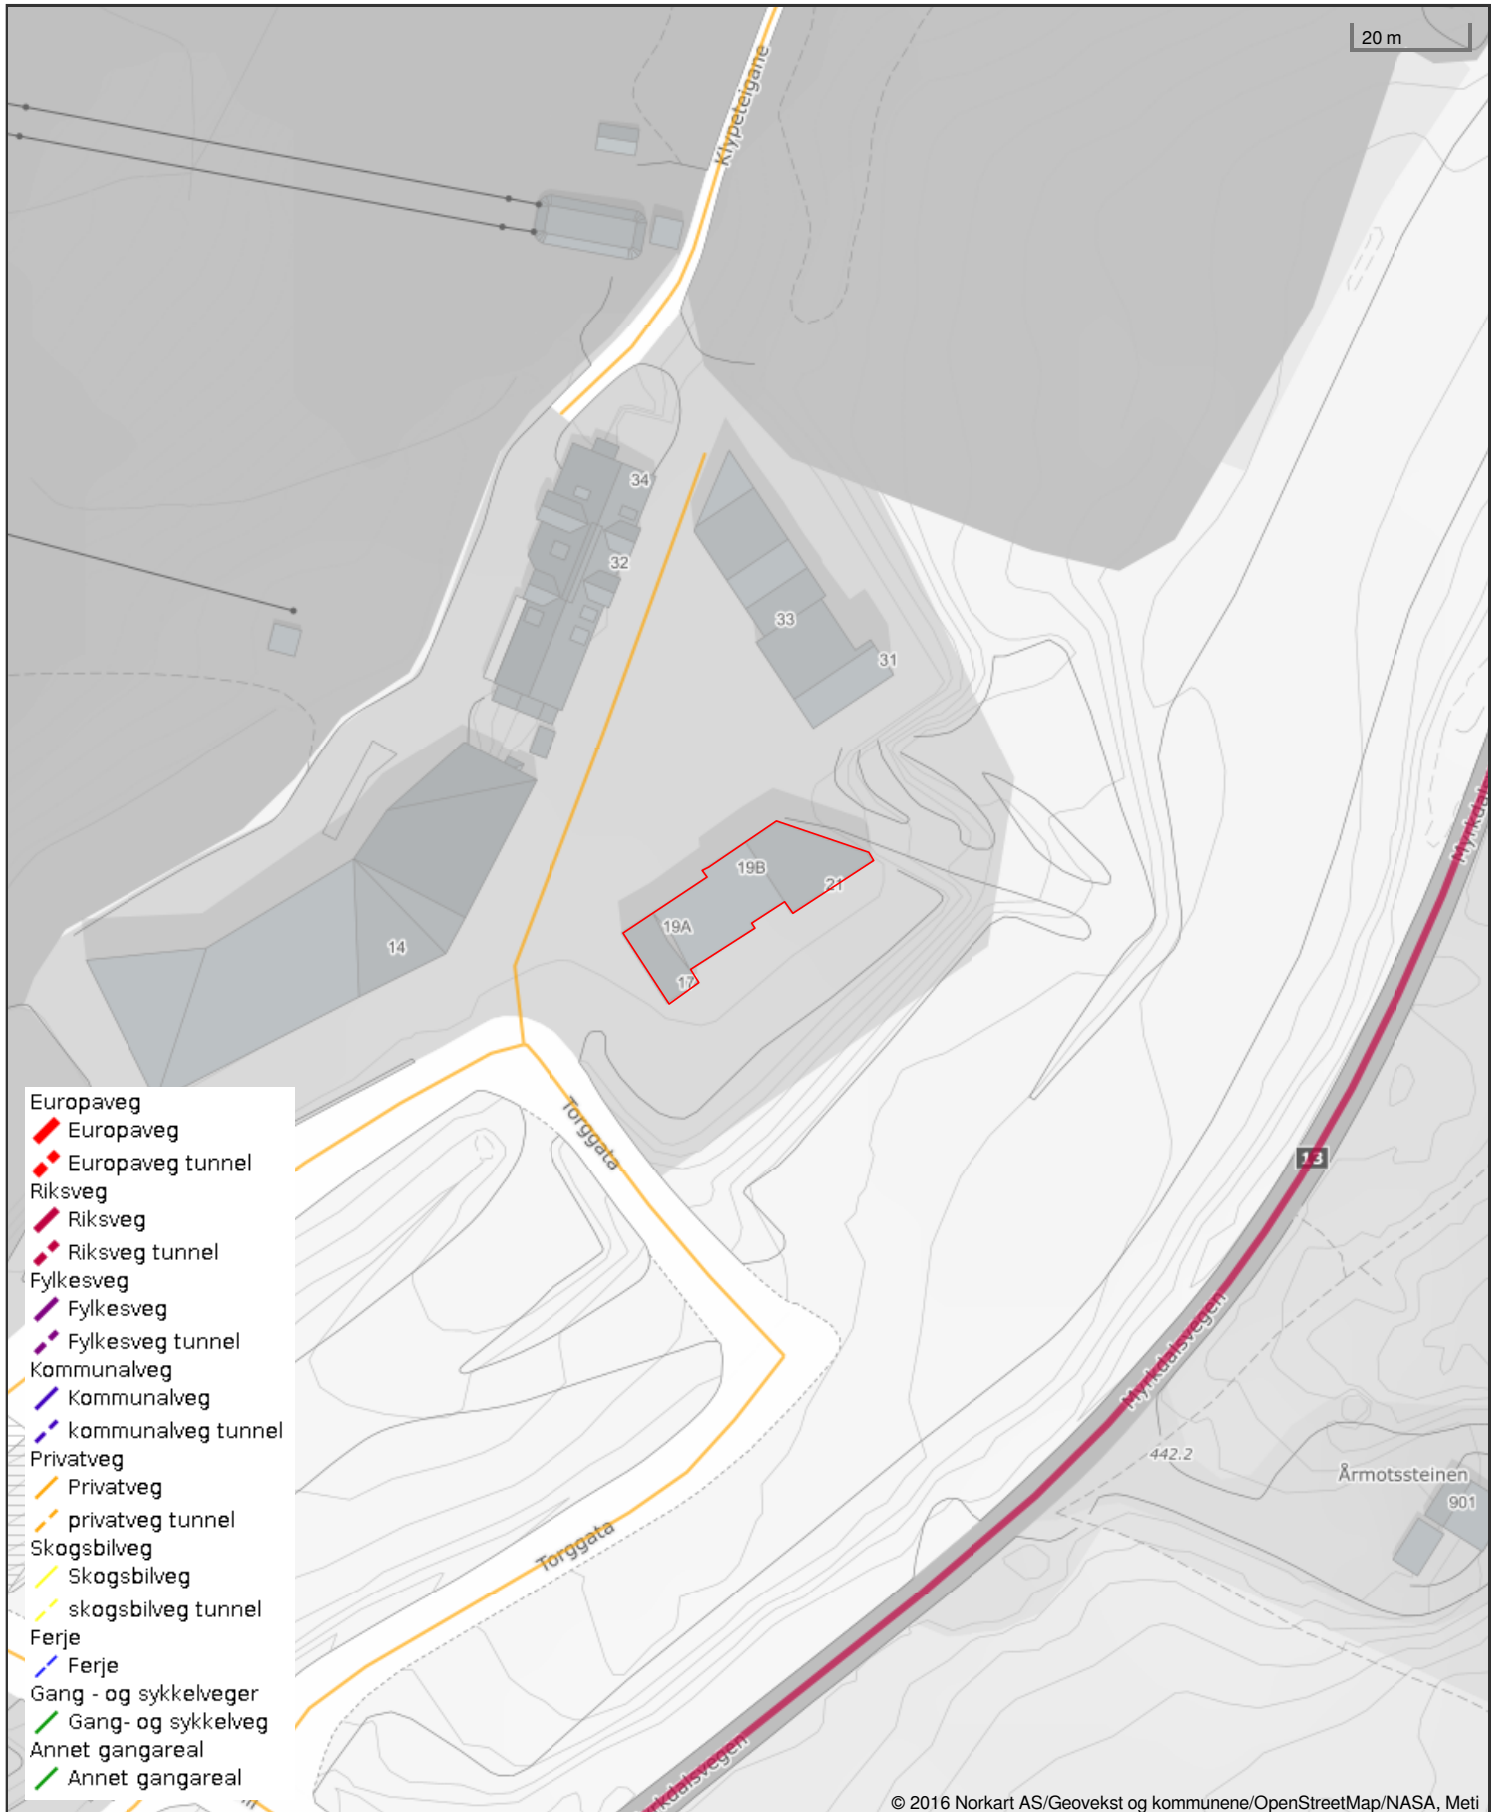 20 m
Klypeteigane
34
32
33
31
19B
21
19A
17
14
Torggata
Myrkdals
13
Myrkdalsvegen
442.2
Årmotssteinen
901
Torggata
rkdalsvegen
Europaveg
Europaveg
Europaveg tunnel
Riksveg
Riksveg
Riksveg tunnel
Fylkesveg
Fylkesveg
Fylkesveg tunnel
Kommunalveg
Kommunalveg
kommunalveg tunnel
Privatveg
Privatveg
privatveg tunnel
Skogsbilveg
Skogsbilveg
skogsbilveg tunnel
Ferje
Ferje
Gang - og sykkelveger
Gang- og sykkelveg
Annet gangareal
Annet gangareal
© 2016 Norkart AS/Geovekst og kommunene/OpenStreetMap/NASA, Meti